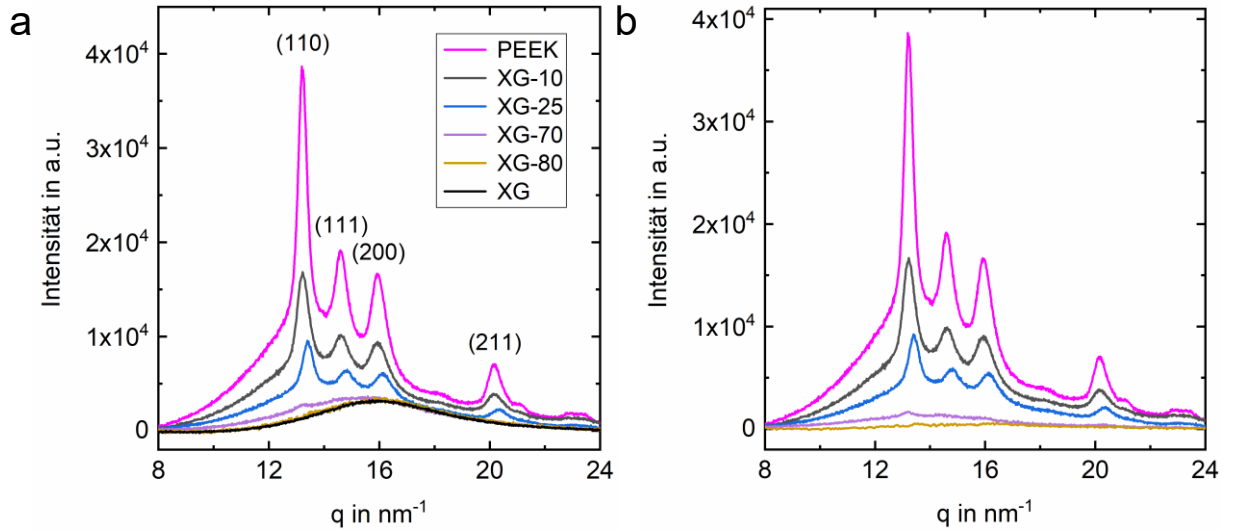 a
(110)
(111)
(200)
(211)
PEEK
XG-10
XG-25
XG-70
XG-80
XG
4x10⁴
3x10⁴
2x10⁴
1x10⁴
0
Intensität in a.u.
8 12 16 20 24
q in nm⁻¹
b
4x10⁴
3x10⁴
2x10⁴
1x10⁴
0
Intensität in a.u.
8 12 16 20 24
q in nm⁻¹